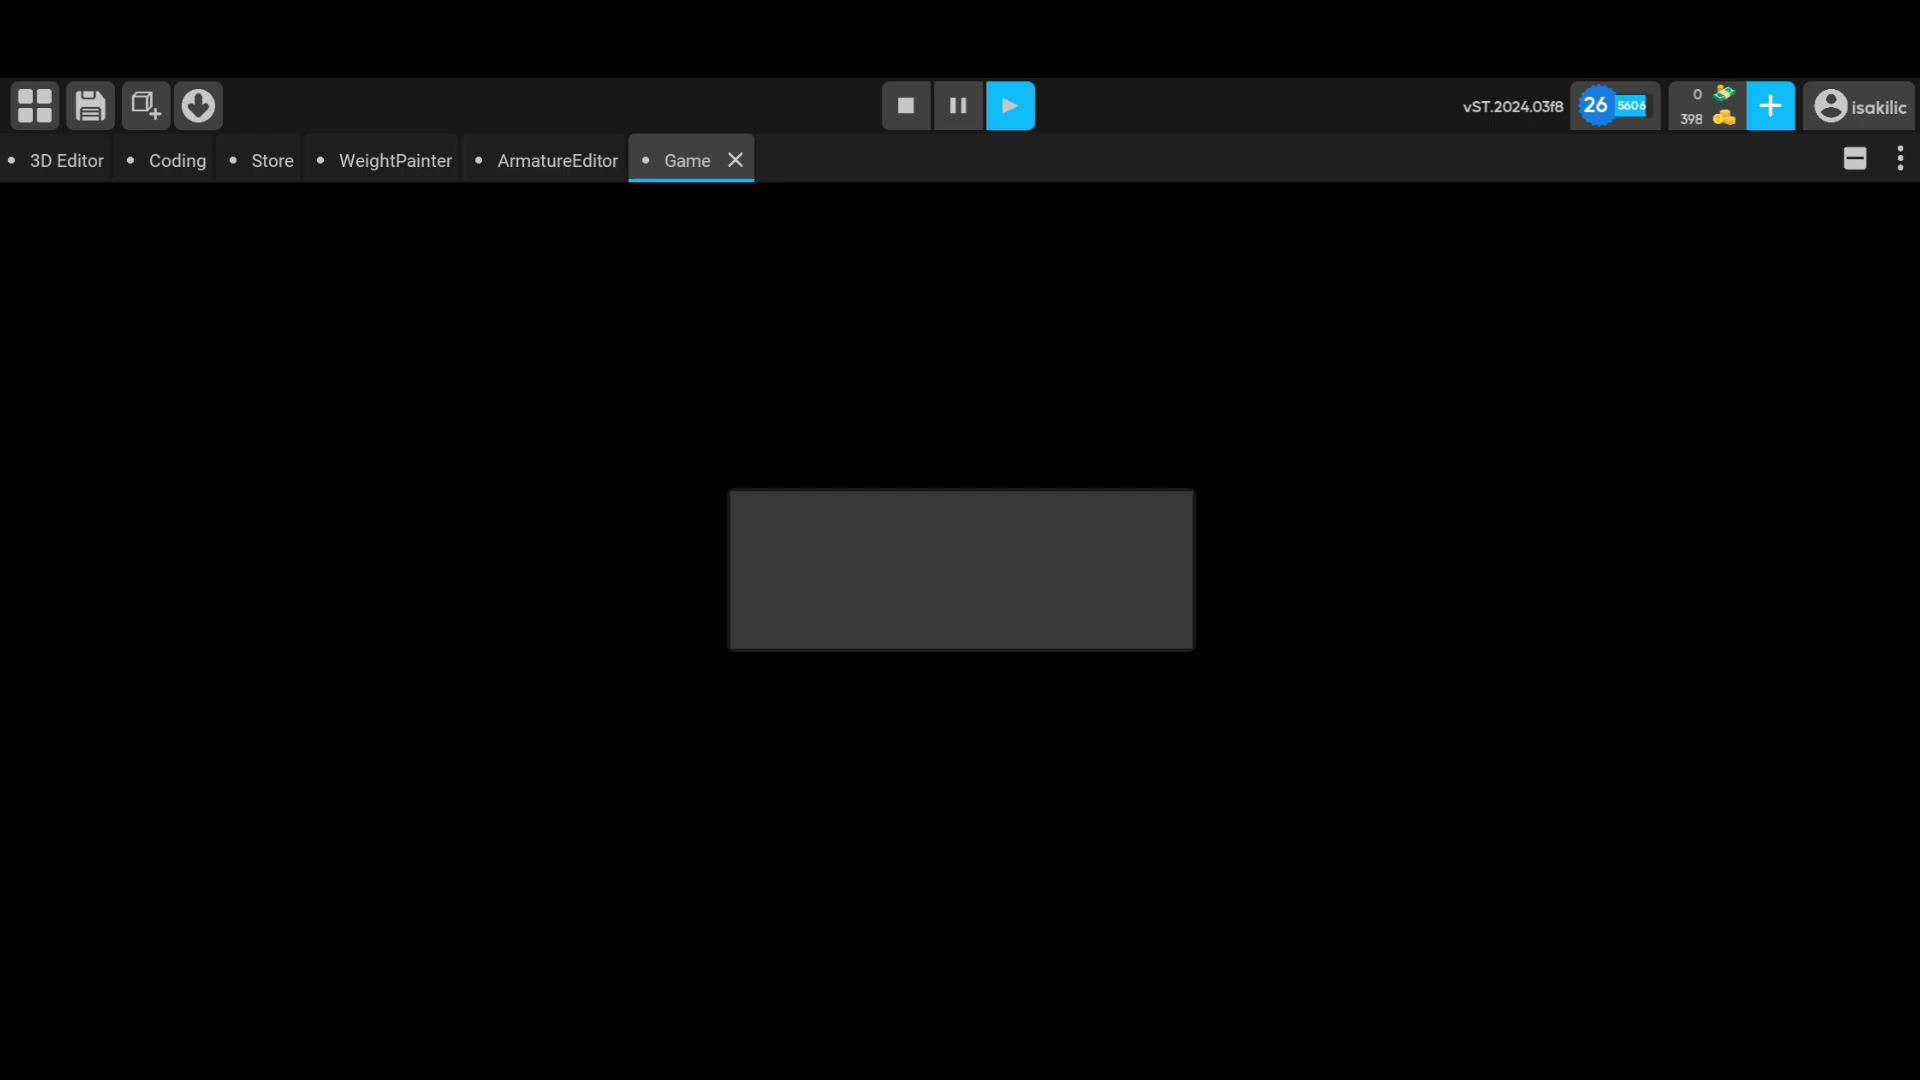 vST.2024.03f8
26
5606
0
398
isakilic
3D Editor
Coding
Store
WeightPainter
ArmatureEditor
Game